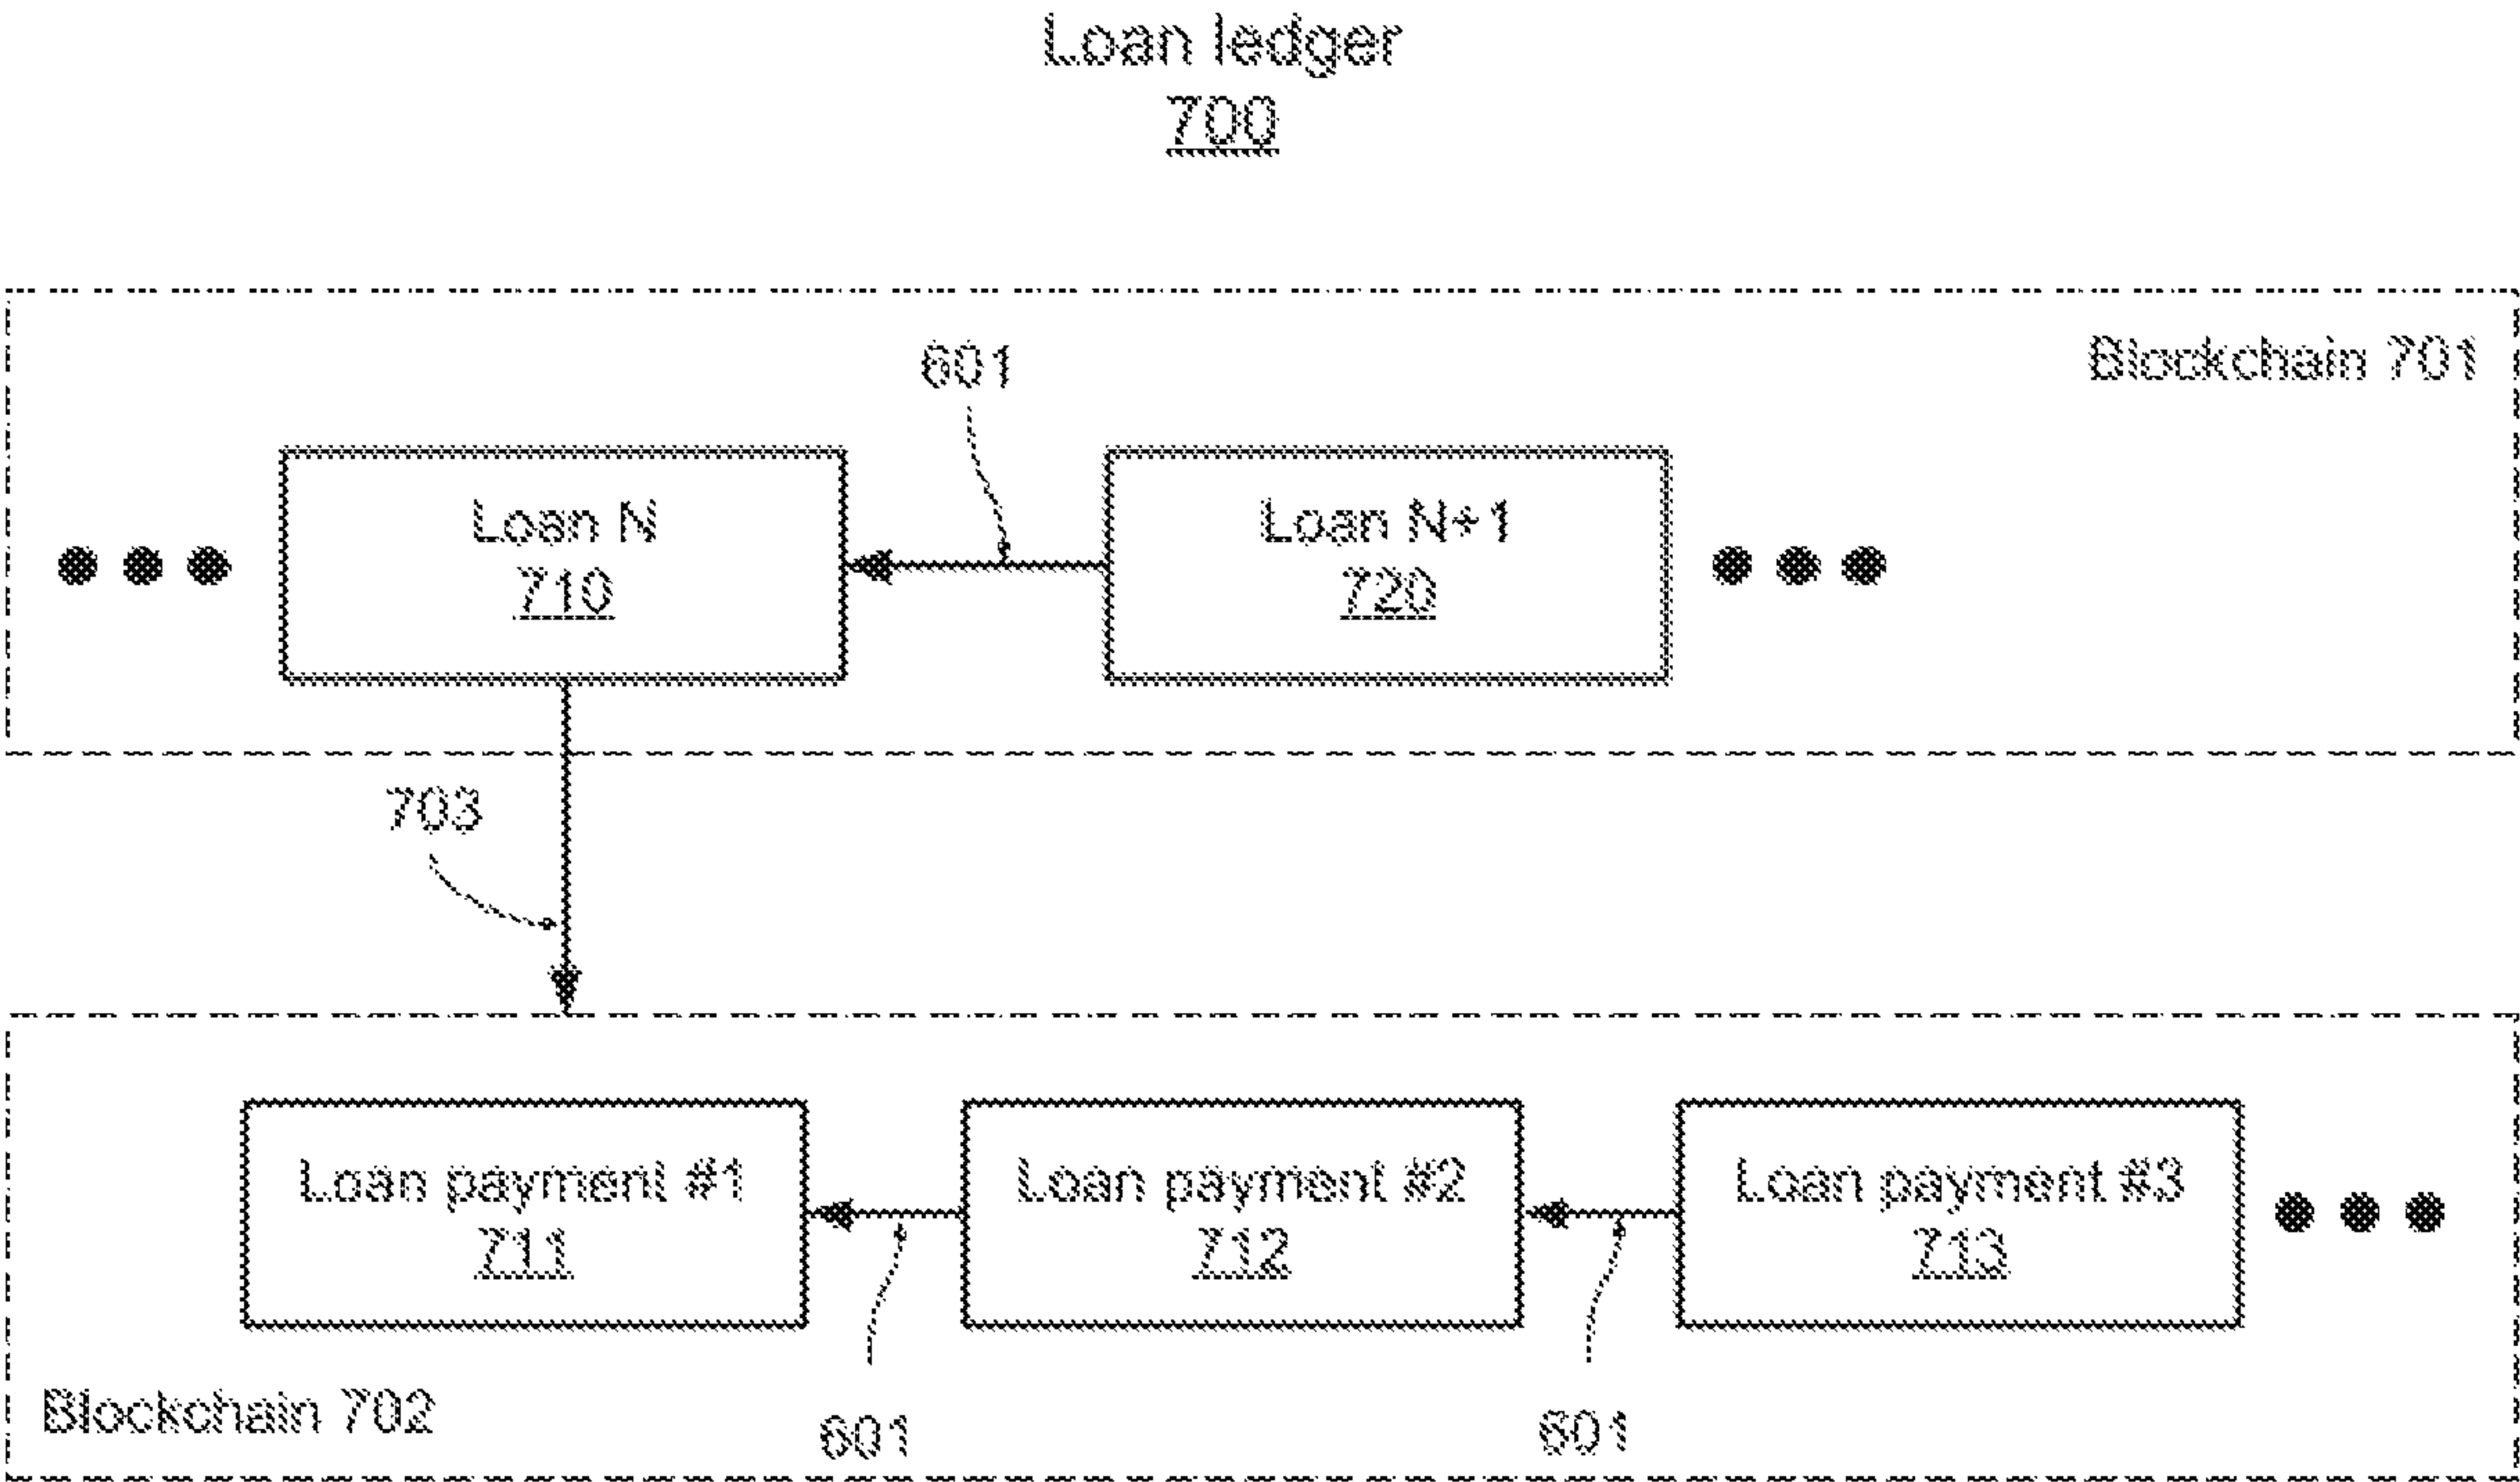 Loan ledger
700
Blockchain 701
601
Loan N
710
Loan N+1
720
703
Loan payment #1
711
Loan payment #2
712
Loan payment #3
713
Blockchain 702
601
601